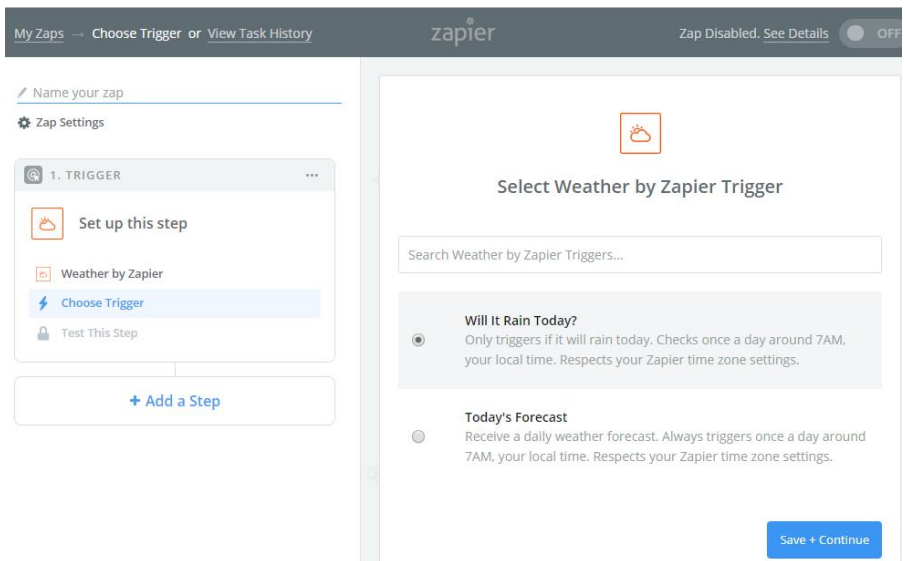 My Zaps → Choose Trigger or View Task History
zapier
Zap Disabled. See Details
OFF
Name your zap
Zap Settings
1. TRIGGER
Set up this step
Weather by Zapier
Choose Trigger
Test This Step
+ Add a Step
Select Weather by Zapier Trigger
Search Weather by Zapier Triggers...
Will It Rain Today?
Only triggers if it will rain today. Checks once a day around 7AM,
your local time. Respects your Zapier time zone settings.
Today's Forecast
Receive a daily weather forecast. Always triggers once a day around
7AM, your local time. Respects your Zapier time zone settings.
Save + Continue